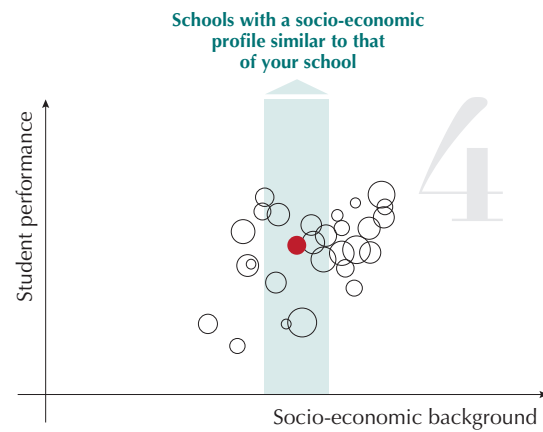 Schools with a socio-economic
profile similar to that
of your school
4
Student performance
Socio-economic background